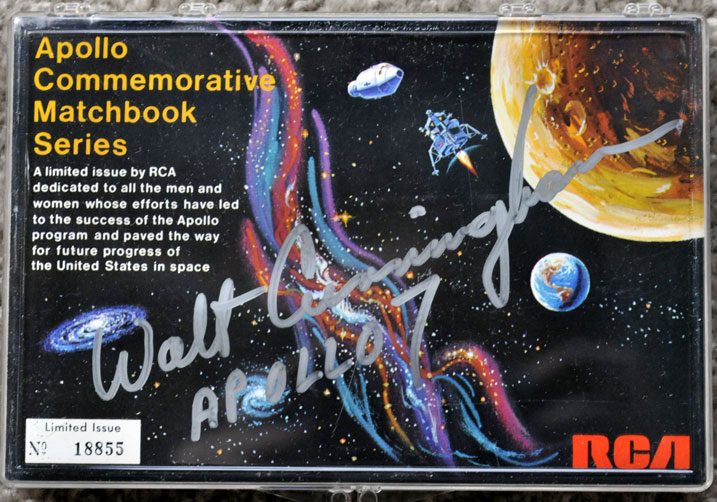 Apollo
Commemorative
Matchbook
Series
A limited issue by RCA
dedicated to all the men and
women whose efforts have led
to the success of the Apollo
program and paved the way
for future progress of
the United States in space
Walt Cunningham
APOLLO 7
Limited Issue
Nº 18855
RCA